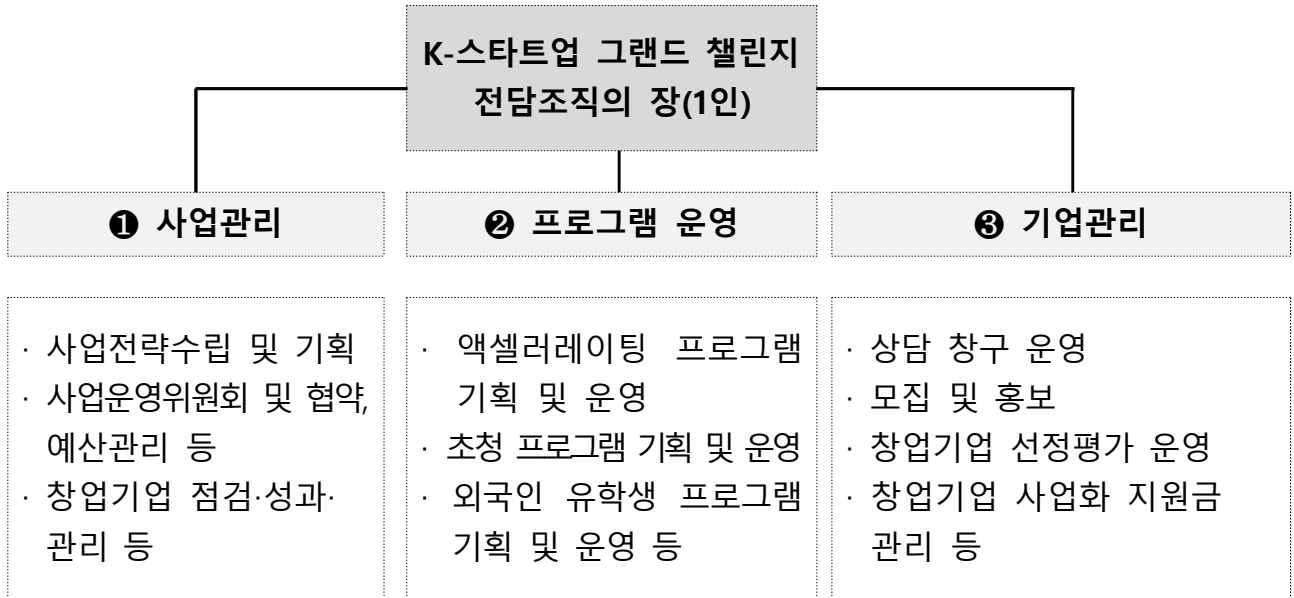 K-스타트업 그랜드 챌린지
전담조직의 장(1인)
❶ 사업관리
❷ 프로그램 운영
❸ 기업관리
· 사업전략수립 및 기획
· 사업운영위원회 및 협약,
예산관리 등
· 창업기업 점검·성과·
관리 등
· 액셀러레이팅 프로그램
기획 및 운영
· 초청 프로그램 기획 및 운영
· 외국인 유학생 프로그램
기획 및 운영 등
· 상담 창구 운영
· 모집 및 홍보
· 창업기업 선정평가 운영
· 창업기업 사업화 지원금
관리 등